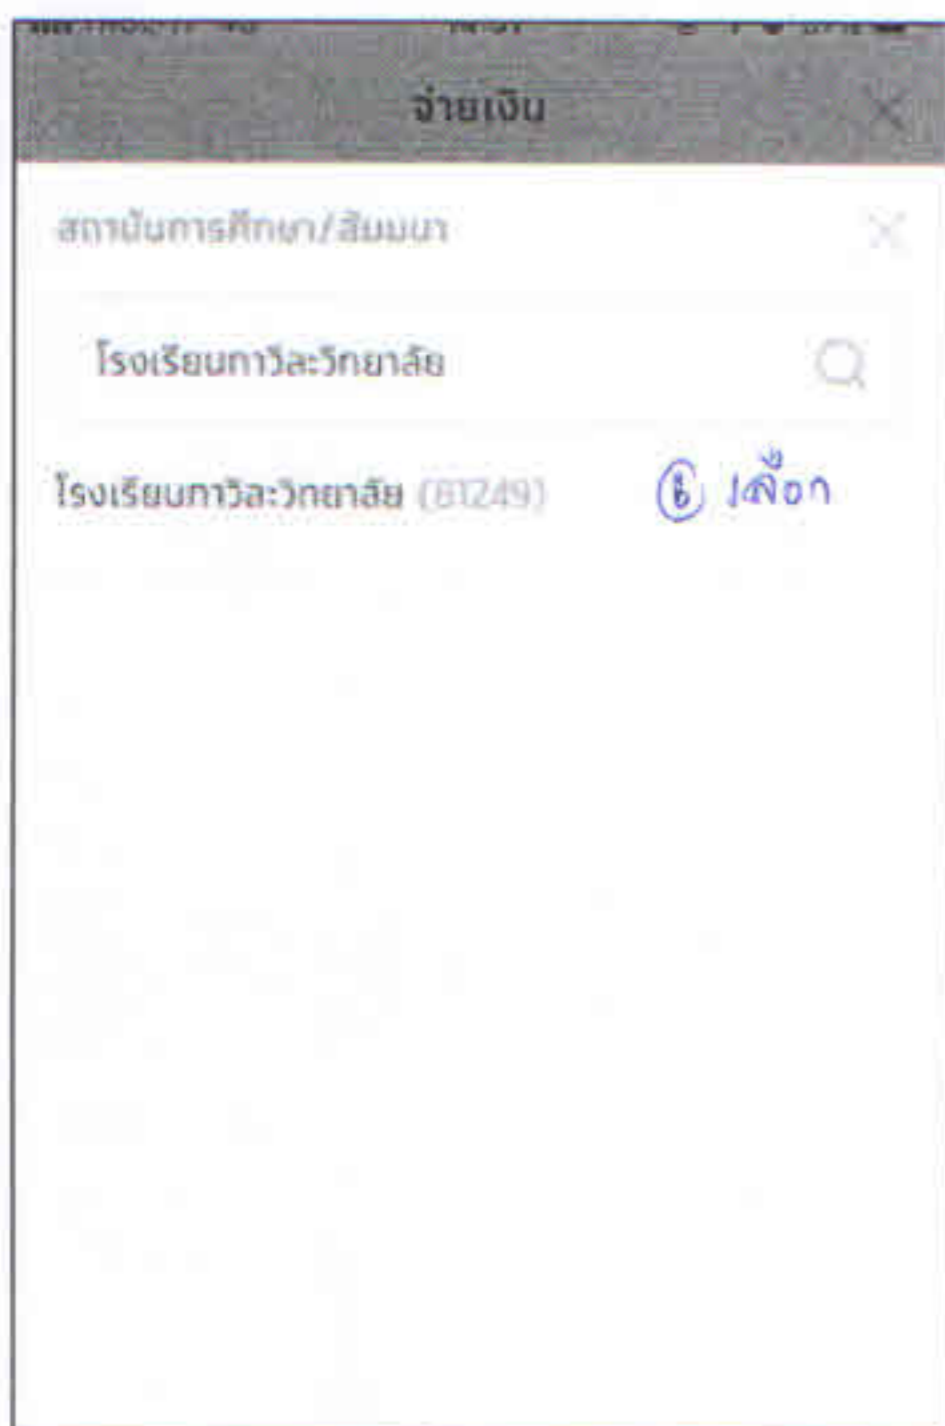 จ่ายเงิน
สถาบันการศึกษา/สัมมนา
โรงเรียนกาวิละวิทยาลัย
โรงเรียนกาวิละวิทยาลัย (81249) เลือก